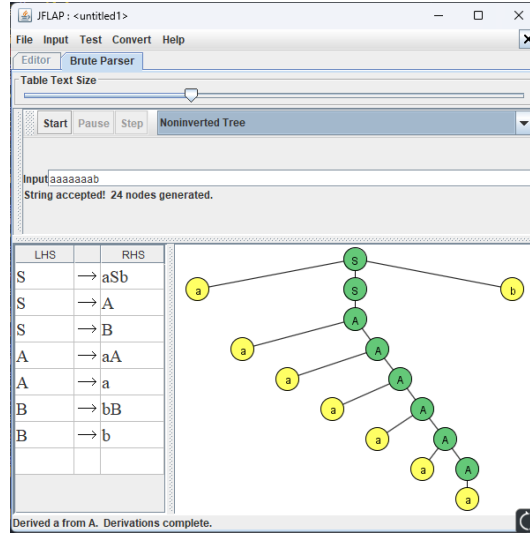 JFLAP : <untitled1>
File Input Test Convert Help
Editor Brute Parser
Table Text Size
Start Pause Step Noninverted Tree
Input aaaaaaab
String accepted! 24 nodes generated.
LHS RHS
S → aSb
S → A
S → B
A → aA
A → a
B → bB
B → b
S
a S b
A
a A
a A
a A
a A
a A
a
Derived a from A. Derivations complete.